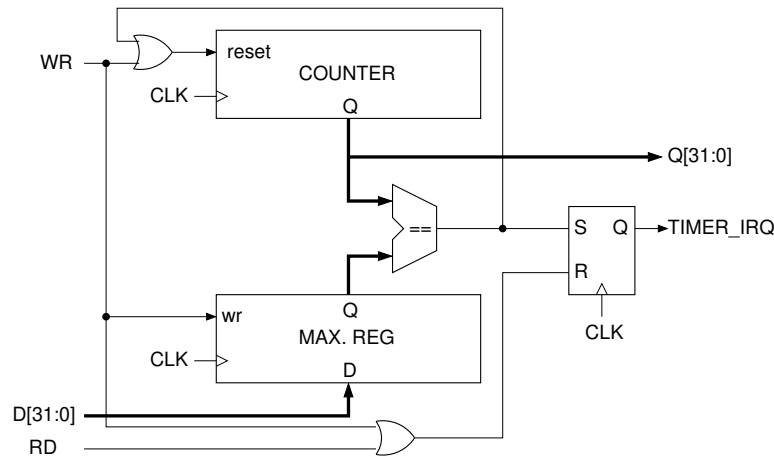 reset
COUNTER
WR
CLK
Q
Q[31:0]
==
S Q
TIMER_IRQ
R
CLK
Q
wr
MAX. REG
CLK
D
D[31:0]
RD